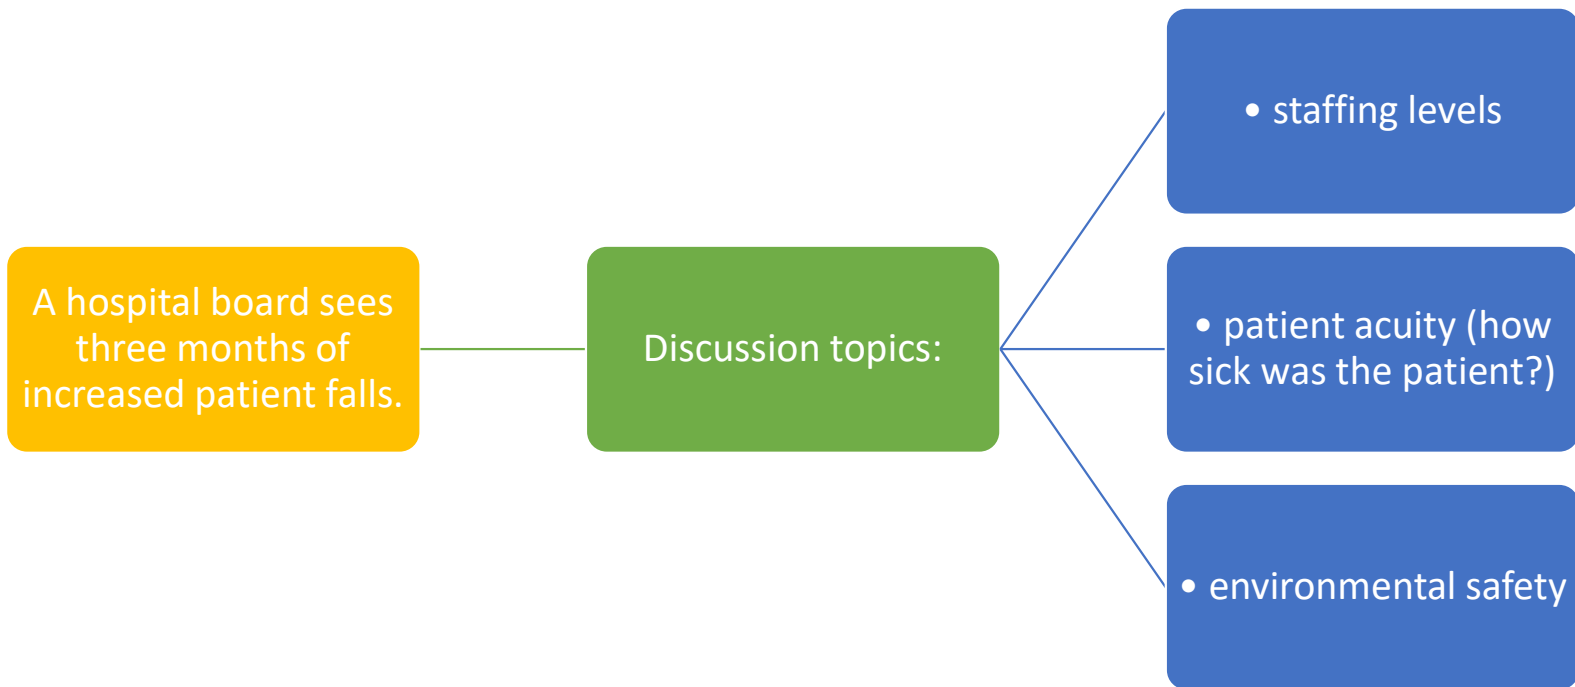 A hospital board sees
three months of
increased patient falls.
Discussion topics:
• staffing levels
• patient acuity (how
sick was the patient?)
• environmental safety